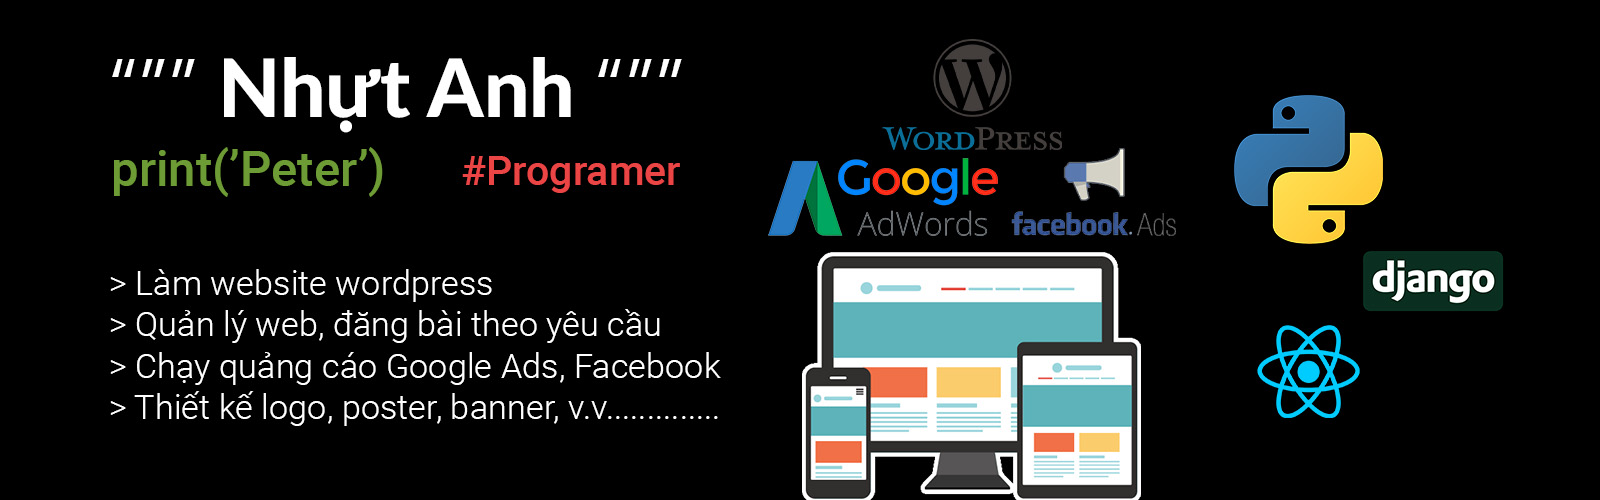 “““ Nhựt Anh “““
print(’Peter’) #Programer
> Làm website wordpress
> Quản lý web, đăng bài theo yêu cầu
> Chạy quảng cáo Google Ads, Facebook
> Thiết kế logo, poster, banner, v.v..............
WORDPRESS
Google
AdWords
facebook. Ads
django